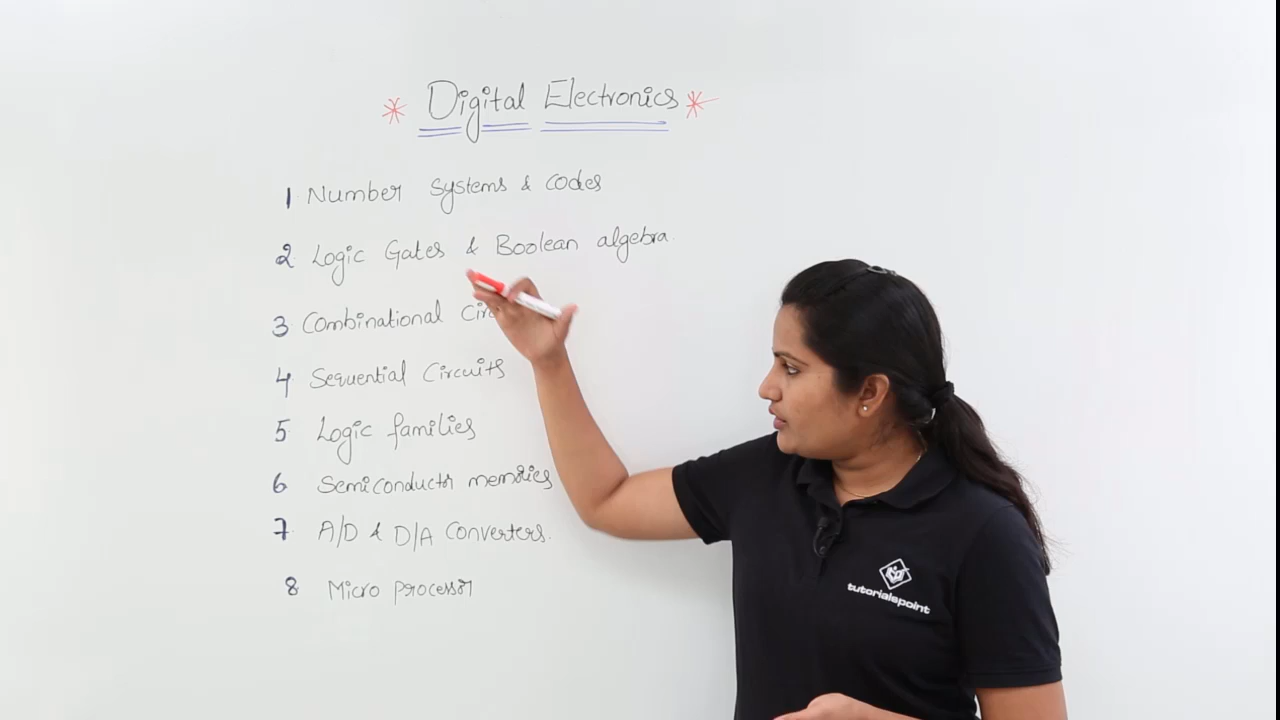 * Digital Electronics *
1. Number Systems & Codes
2. Logic Gates & Boolean algebra.
3 Combinational
4. Sequential Circuits
5. Logic families
6 Semiconductor memories
7. A/D & D/A Converters.
8 Micro processor
tutorialspoint